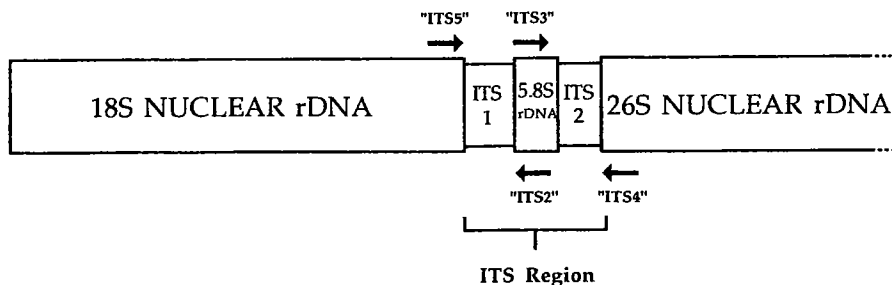 "ITS5" "ITS3"
18S NUCLEAR rDNA
ITS
1
5.8S
rDNA
ITS
2
26S NUCLEAR rDNA
"ITS2" "ITS4"
ITS Region